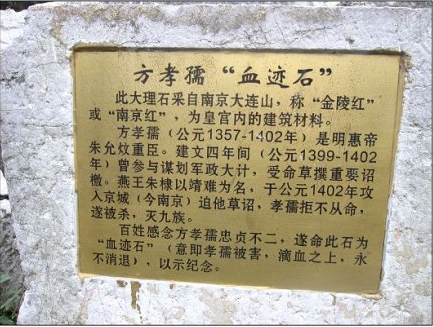 方孝孺“血迹石”
此大理石采自南京大连山，称“金陵红”
或“南京红”，为皇宫内的建筑材料。
方孝孺（公元1357-1402年）是明惠帝
朱允炆重臣。建文四年间（公元1399-1402
年）曾参与谋划军政大计，受命草撰重要诏
檄。燕王朱棣以靖难为名，于公元1402年攻
入京城（今南京）迫他草诏，孝孺拒不从命，
遂被杀，灭九族。
百姓感念方孝孺忠贞不二，遂命此石为
“血迹石”（意即孝孺被害，滴血之上，永
不消退），以示纪念。